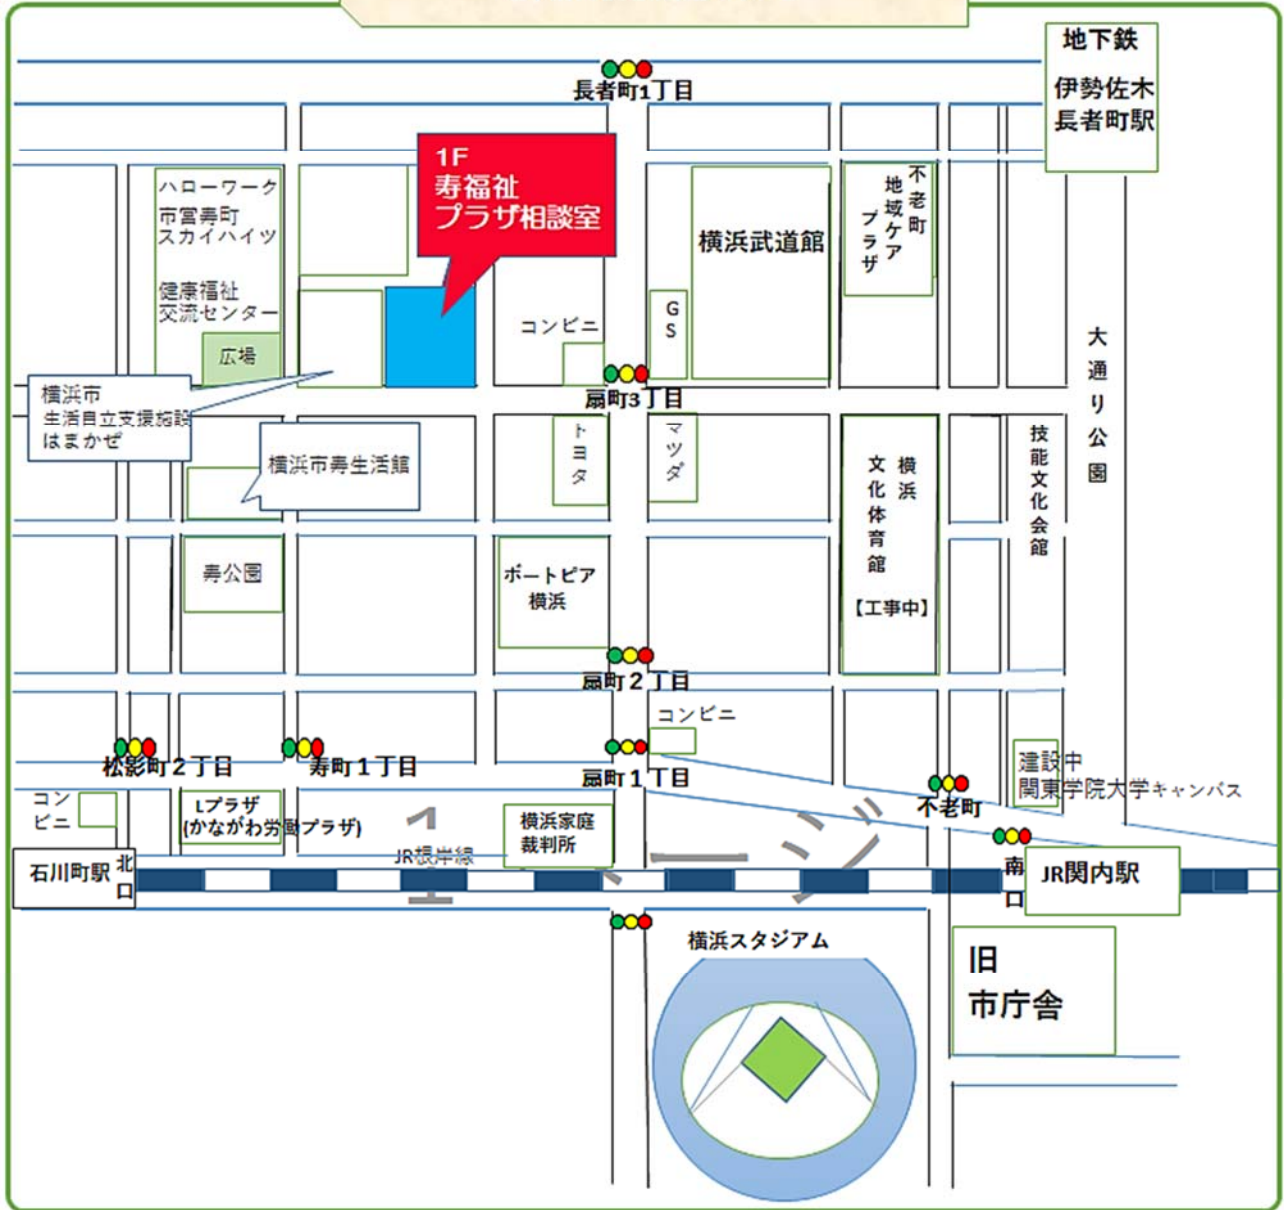 地下鉄
伊勢佐木
長者町駅
長者町1丁目
1F
寿福祉
プラザ相談室
ハローワーク
市営寿町
スカイハイツ
健康福祉
交流センター
広場
横浜武道館
不老町
地域ケア
プラザ
コンビニ
GS
大通り公園
横浜市
生活自立支援施設
はまかぜ
扇町3丁目
横浜市寿生活館
トヨタ
マツダ
横浜
文化体育館
【工事中】
技能文化会館
寿公園
ボートピア
横浜
扇町2丁目
コンビニ
松影町2丁目
寿町1丁目
扇町1丁目
建設中
関東学院大学キャンパス
不老町
コン
ビニ
Lプラザ
(かながわ労働プラザ)
横浜家庭
裁判所
JR根岸線
1ページ
石川町駅
北口
南口
JR関内駅
横浜スタジアム
旧
市庁舎